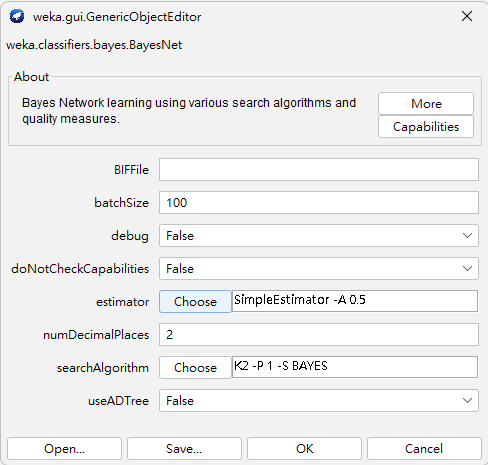 weka.gui.GenericObjectEditor
weka.classifiers.bayes.BayesNet
About
Bayes Network learning using various search algorithms and
quality measures.
More
Capabilities
BIFFile
batchSize 100
debug False
doNotCheckCapabilities False
estimator Choose SimpleEstimator -A 0.5
numDecimalPlaces 2
searchAlgorithm Choose K2 -P 1 -S BAYES
useADTree False
Open... Save... OK Cancel